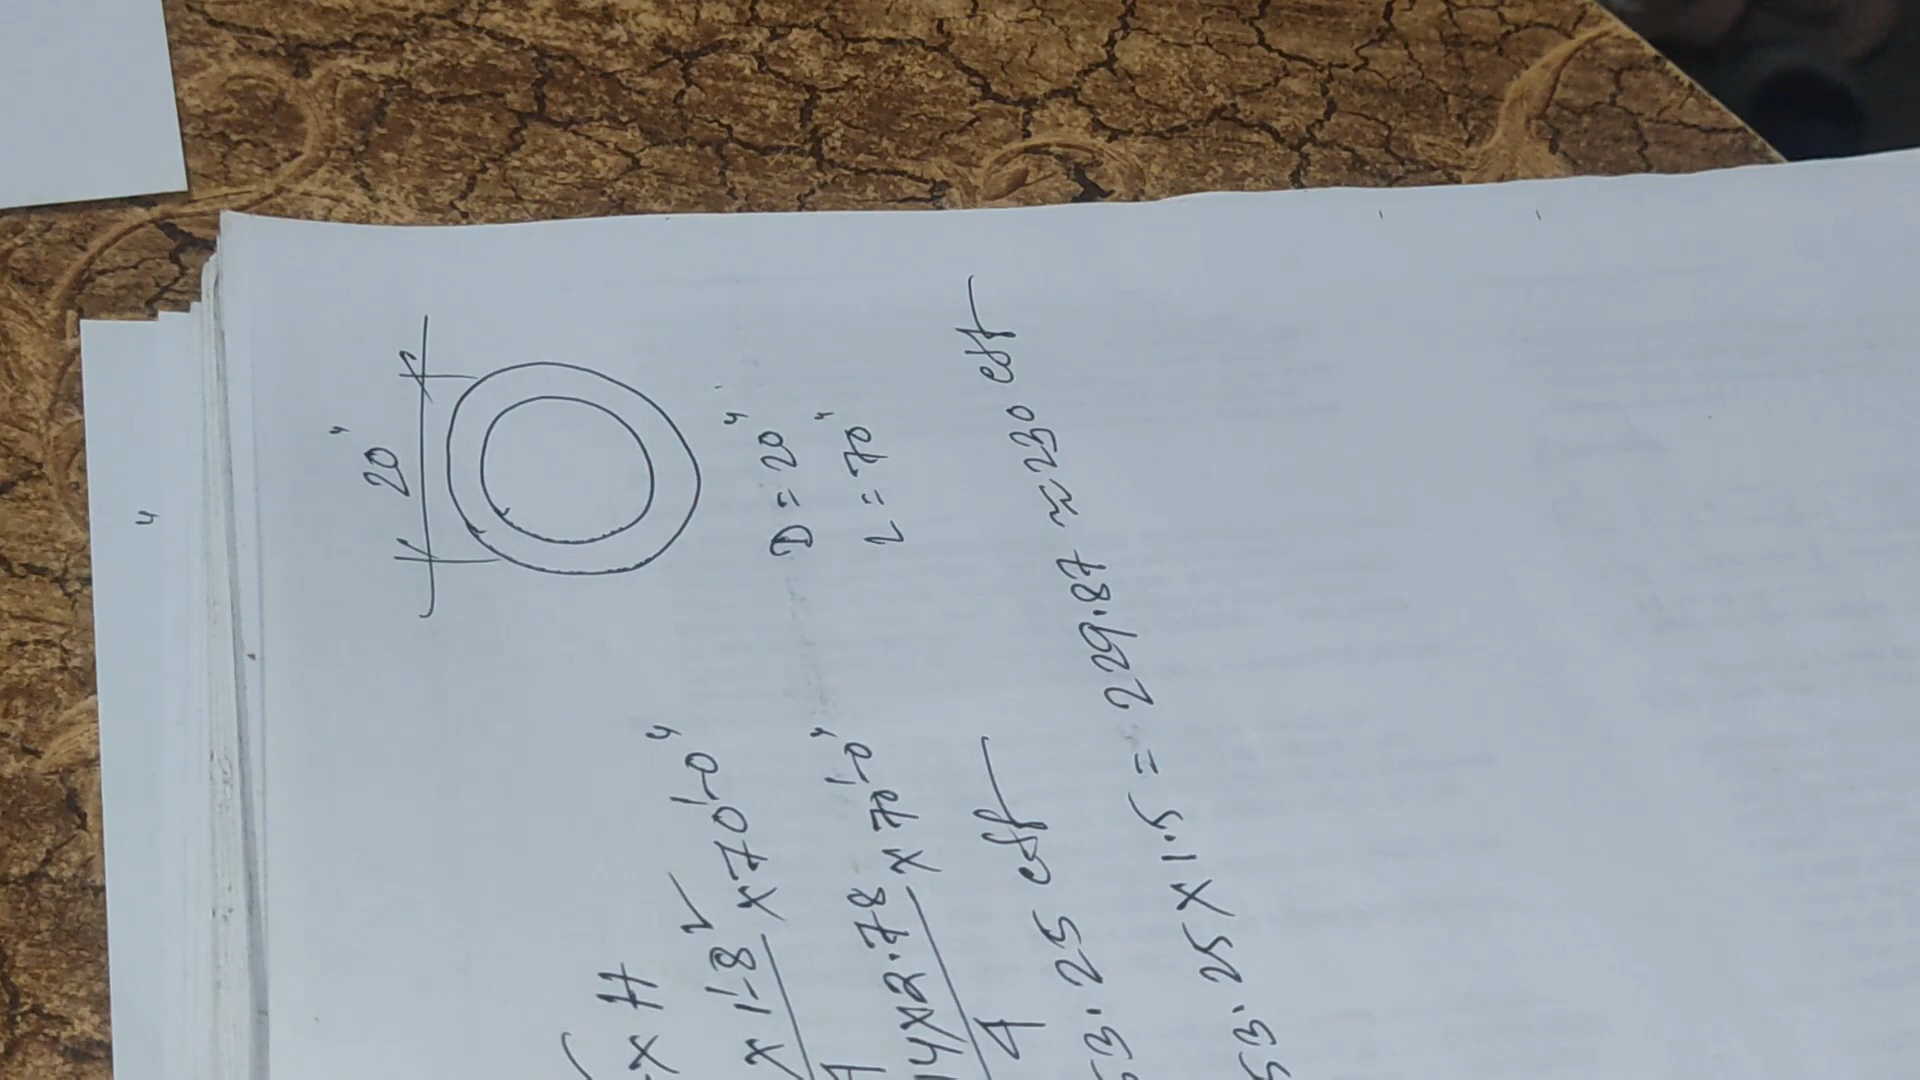 20"
D = 20"
L = 70"
x H
x 1'-8² x 70'-0"
4
14 x 2.78 x 70'-0"
4
53.25 cft
53.25 x 1.5 = 229.87 ≈ 230 cft